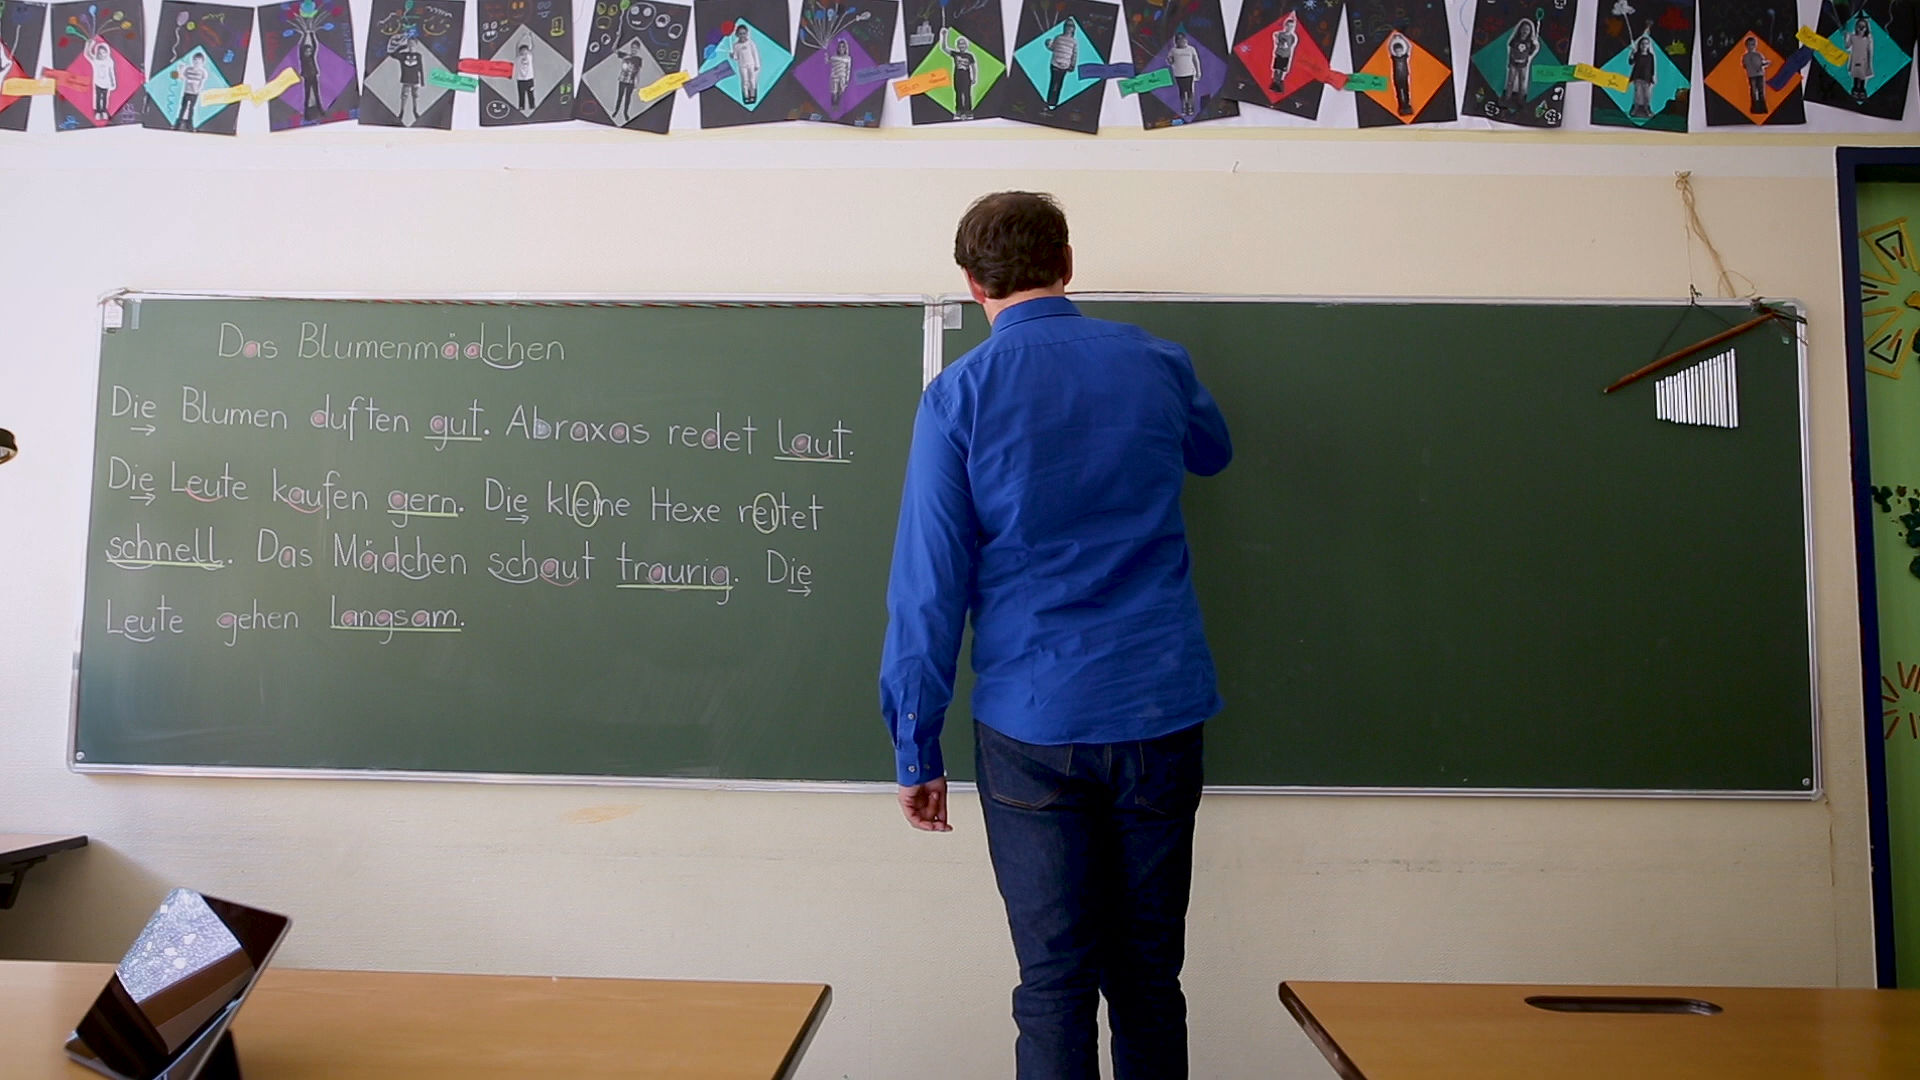 Das Blumenmädchen
Die Blumen duften gut. Abraxas redet laut.
Die Leute kaufen gern. Die kleine Hexe reitet
schnell. Das Mädchen schaut traurig. Die
Leute gehen langsam.